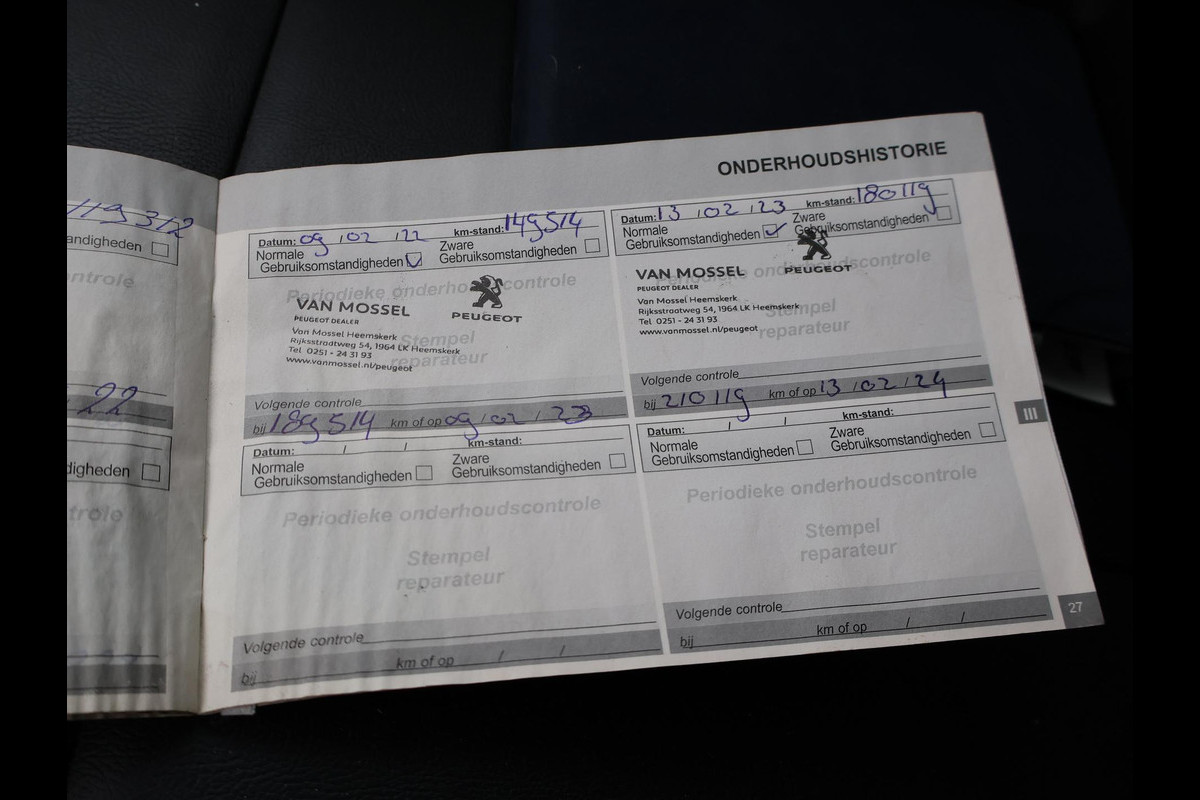 119312
andigheden
ntrole
22
digheden
trole
ONDERHOUDSHISTORIE
Datum: 09 / 02 / 22 km-stand: 149514
Normale Gebruiksomstandigheden
Zware Gebruiksomstandigheden
Periodieke onderhoudscontrole
VAN MOSSEL
PEUGEOT DEALER
PEUGEOT
Van Mossel Heemskerk
Rijksstraatweg 54, 1964 LK Heemskerk
Tel 0251 - 24 31 93
www.vanmossel.nl/peugeot
Stempel
reparateur
Volgende controle
bij 189514 km of op 09 / 02 / 23
Datum: 13 / 02 / 23 km-stand: 180119
Normale Gebruiksomstandigheden
Zware Gebruiksomstandigheden
Periodieke onderhoudscontrole
VAN MOSSEL
PEUGEOT DEALER
PEUGEOT
Van Mossel Heemskerk
Rijksstraatweg 54, 1964 LK Heemskerk
Tel 0251 - 24 31 93
www.vanmossel.nl/peugeot
Stempel
reparateur
Volgende controle
bij 210119 km of op 13 / 02 / 24
III
Datum: / / km-stand:
Normale Gebruiksomstandigheden
Zware Gebruiksomstandigheden
Periodieke onderhoudscontrole
Stempel
reparateur
Volgende controle
bij km of op / /
Datum: / / km-stand:
Normale Gebruiksomstandigheden
Zware Gebruiksomstandigheden
Periodieke onderhoudscontrole
Stempel
reparateur
Volgende controle
bij km of op / /
27